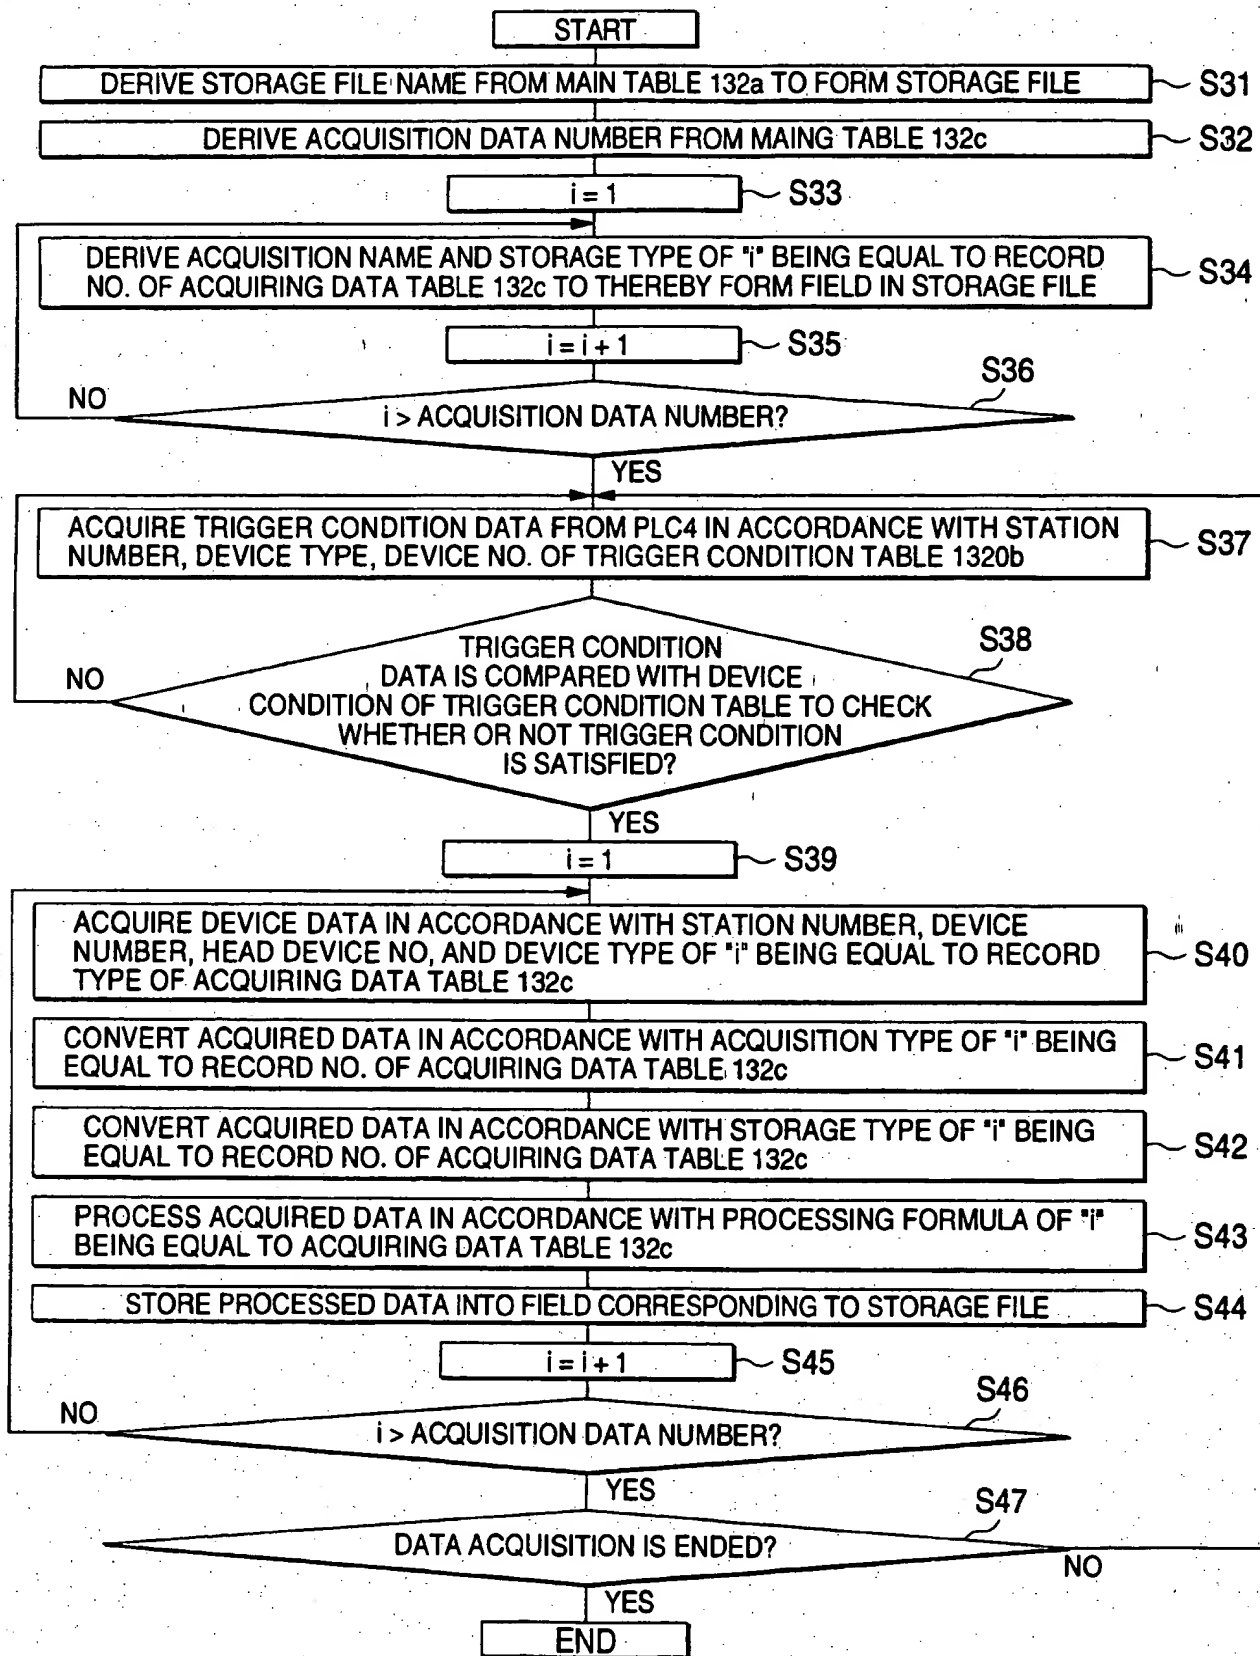 START
DERIVE STORAGE FILE NAME FROM MAIN TABLE 132a TO FORM STORAGE FILE
S31
DERIVE ACQUISITION DATA NUMBER FROM MAING TABLE 132c
S32
i = 1
S33
DERIVE ACQUISITION NAME AND STORAGE TYPE OF "i" BEING EQUAL TO RECORD
NO. OF ACQUIRING DATA TABLE 132c TO THEREBY FORM FIELD IN STORAGE FILE
S34
i = i + 1
S35
S36
NO
i > ACQUISITION DATA NUMBER?
YES
ACQUIRE TRIGGER CONDITION DATA FROM PLC4 IN ACCORDANCE WITH STATION
NUMBER, DEVICE TYPE, DEVICE NO. OF TRIGGER CONDITION TABLE 1320b
S37
S38
NO
TRIGGER CONDITION
DATA IS COMPARED WITH DEVICE
CONDITION OF TRIGGER CONDITION TABLE TO CHECK
WHETHER OR NOT TRIGGER CONDITION
IS SATISFIED?
YES
i = 1
S39
ACQUIRE DEVICE DATA IN ACCORDANCE WITH STATION NUMBER, DEVICE
NUMBER, HEAD DEVICE NO, AND DEVICE TYPE OF "i" BEING EQUAL TO RECORD
TYPE OF ACQUIRING DATA TABLE 132c
S40
CONVERT ACQUIRED DATA IN ACCORDANCE WITH ACQUISITION TYPE OF "i" BEING
EQUAL TO RECORD NO. OF ACQUIRING DATA TABLE 132c
S41
CONVERT ACQUIRED DATA IN ACCORDANCE WITH STORAGE TYPE OF "i" BEING
EQUAL TO RECORD NO. OF ACQUIRING DATA TABLE 132c
S42
PROCESS ACQUIRED DATA IN ACCORDANCE WITH PROCESSING FORMULA OF "i"
BEING EQUAL TO ACQUIRING DATA TABLE 132c
S43
STORE PROCESSED DATA INTO FIELD CORRESPONDING TO STORAGE FILE
S44
i = i + 1
S45
S46
NO
i > ACQUISITION DATA NUMBER?
YES
S47
DATA ACQUISITION IS ENDED?
NO
YES
END